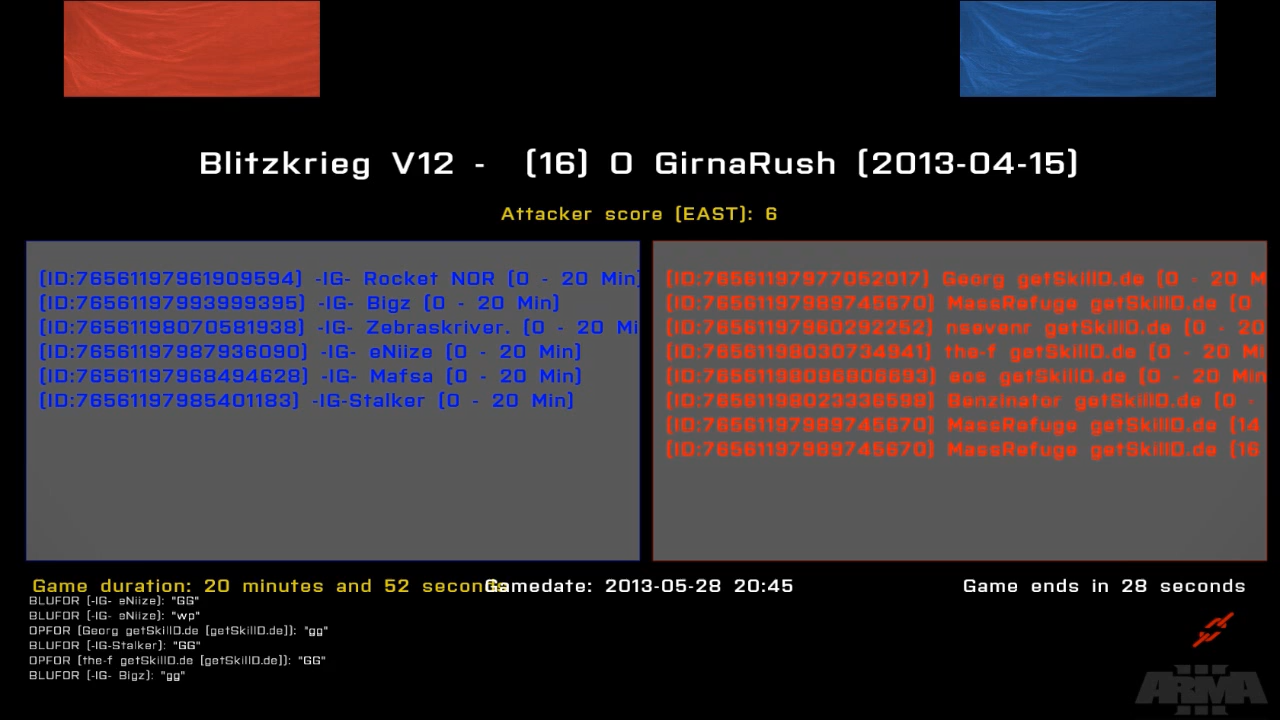 Blitzkrieg V12 - (16) O GirnaRush (2013-04-15)
Attacker score (EAST): 6
(ID:76561197961909594) -IG- Rocket NOR (0 - 20 Min)
(ID:76561197993999395) -IG- Bigz (0 - 20 Min)
(ID:76561198070581938) -IG- Zebraskriver. (0 - 20 Mi
(ID:76561197987936090) -IG- eNiize (0 - 20 Min)
(ID:76561197968494628) -IG- Mafsa (0 - 20 Min)
(ID:76561197985401183) -IG-Stalker (0 - 20 Min)
(ID:76561197977052017) Georg getSkillD.de (0 - 20 M
(ID:76561197989745670) MassRefuge getSkillD.de (0
(ID:76561197960292252) nsevenr getSkillD.de (0 - 20
(ID:76561198030734941) the-f getSkillD.de (0 - 20 Mi
(ID:76561198086806693) eos getSkillD.de (0 - 20 Min
(ID:76561198023336598) Benzinator getSkillD.de (0 -
(ID:76561197989745670) MassRefuge getSkillD.de (14
(ID:76561197989745670) MassRefuge getSkillD.de (16
Game duration: 20 minutes and 52 seconds
Gamedate: 2013-05-28 20:45
Game ends in 28 seconds
BLUFOR (-IG- eNiize): "GG"
BLUFOR (-IG- eNiize): "wp"
OPFOR (Georg getSkillD.de [getSkillD.de]): "gg"
BLUFOR (-IG-Stalker): "GG"
OPFOR (the-f getSkillD.de [getSkillD.de]): "GG"
BLUFOR (-IG- Bigz): "gg"
ARMA III